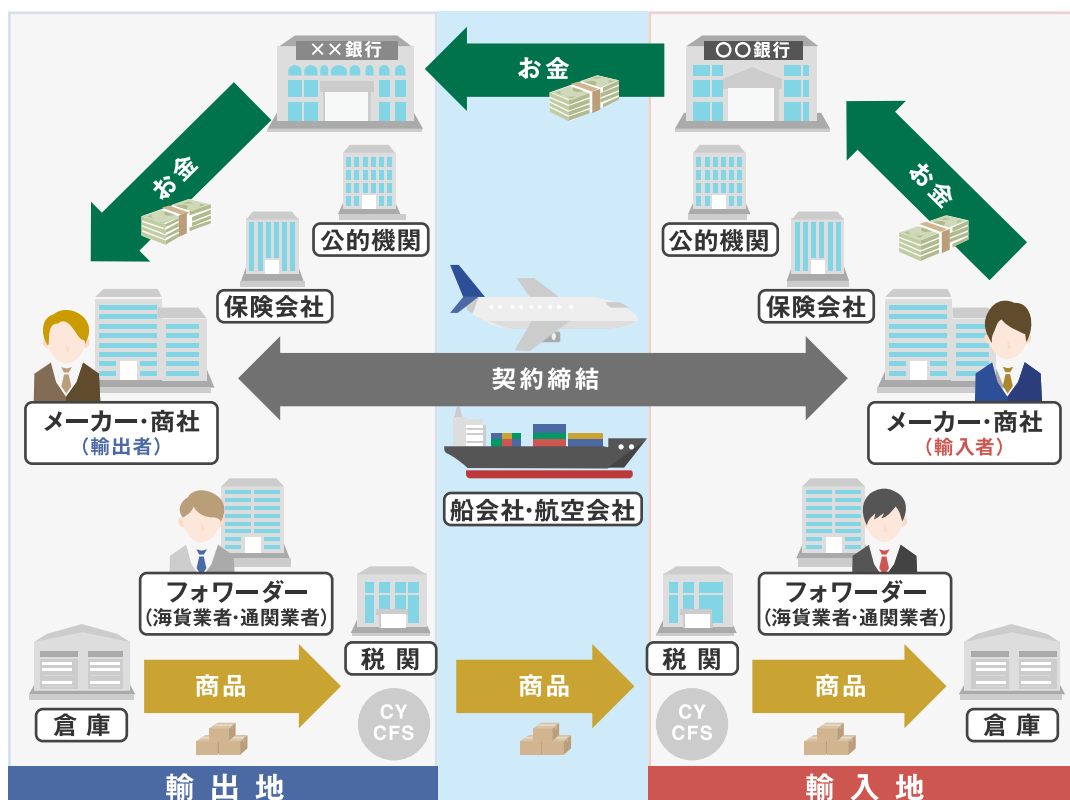 ××銀行
お金
〇〇銀行
お金
お金
公的機関
公的機関
保険会社
保険会社
契約締結
メーカー・商社
(輸出者)
メーカー・商社
(輸入者)
船会社・航空会社
フォワーダー
(海貨業者・通関業者)
フォワーダー
(海貨業者・通関業者)
税関
税関
商品
商品
商品
倉庫
CY
CFS
CY
CFS
倉庫
輸出地
輸入地